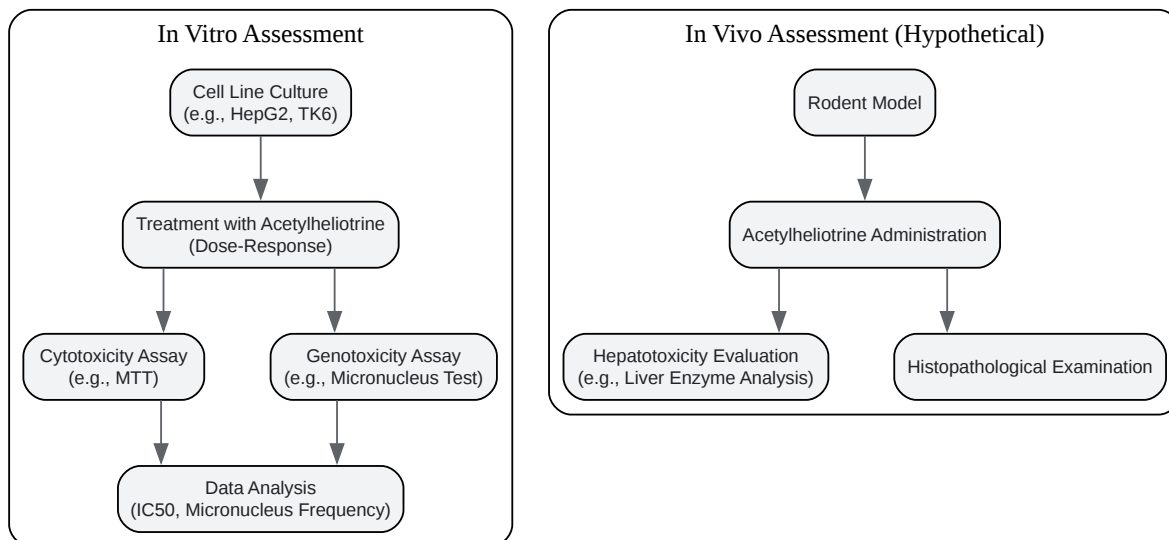 In Vitro Assessment
Cell Line Culture
(e.g., HepG2, TK6)
Treatment with Acetylheliotrine
(Dose-Response)
Cytotoxicity Assay
(e.g., MTT)
Genotoxicity Assay
(e.g., Micronucleus Test)
Data Analysis
(IC50, Micronucleus Frequency)
In Vivo Assessment (Hypothetical)
Rodent Model
Acetylheliotrine Administration
Hepatotoxicity Evaluation
(e.g., Liver Enzyme Analysis)
Histopathological Examination